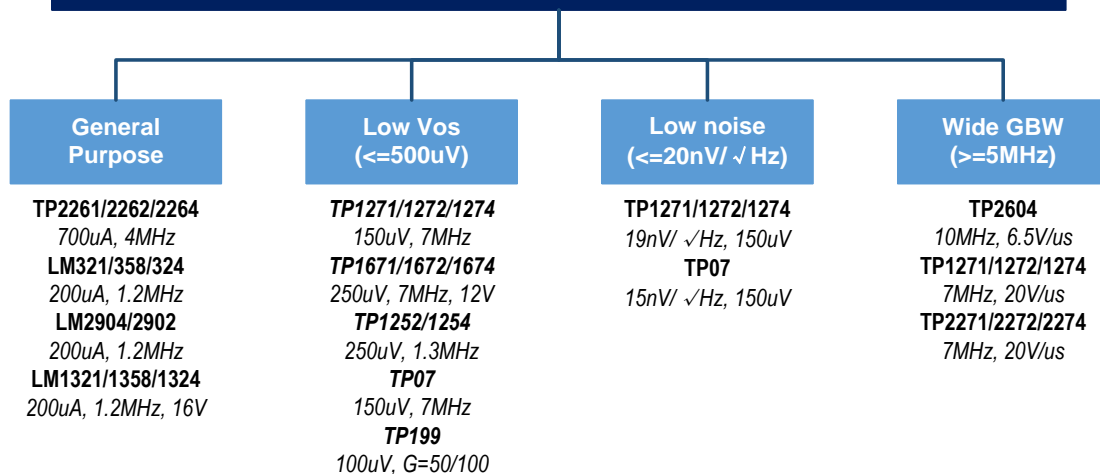 General
Purpose
TP2261/2262/2264
700uA, 4MHz
LM321/358/324
200uA, 1.2MHz
LM2904/2902
200uA, 1.2MHz
LM1321/1358/1324
200uA, 1.2MHz, 16V
Low Vos
(<=500uV)
TP1271/1272/1274
150uV, 7MHz
TP1671/1672/1674
250uV, 7MHz, 12V
TP1252/1254
250uV, 1.3MHz
TP07
150uV, 7MHz
TP199
100uV, G=50/100
Low noise
(<=20nV/ √ Hz)
TP1271/1272/1274
19nV/ √Hz, 150uV
TP07
15nV/ √Hz, 150uV
Wide GBW
(>=5MHz)
TP2604
10MHz, 6.5V/us
TP1271/1272/1274
7MHz, 20V/us
TP2271/2272/2274
7MHz, 20V/us